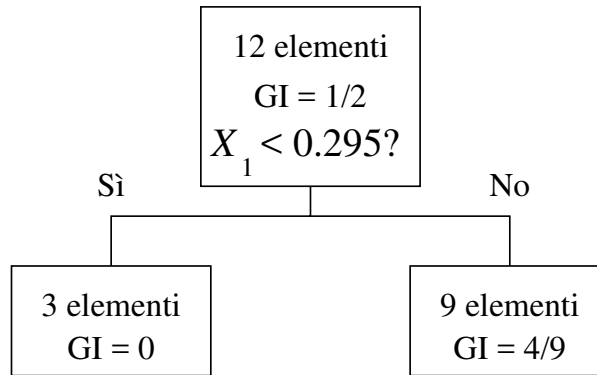 12 elementi
GI = 1/2
X₁ < 0.295?
Sì
No
3 elementi
GI = 0
9 elementi
GI = 4/9